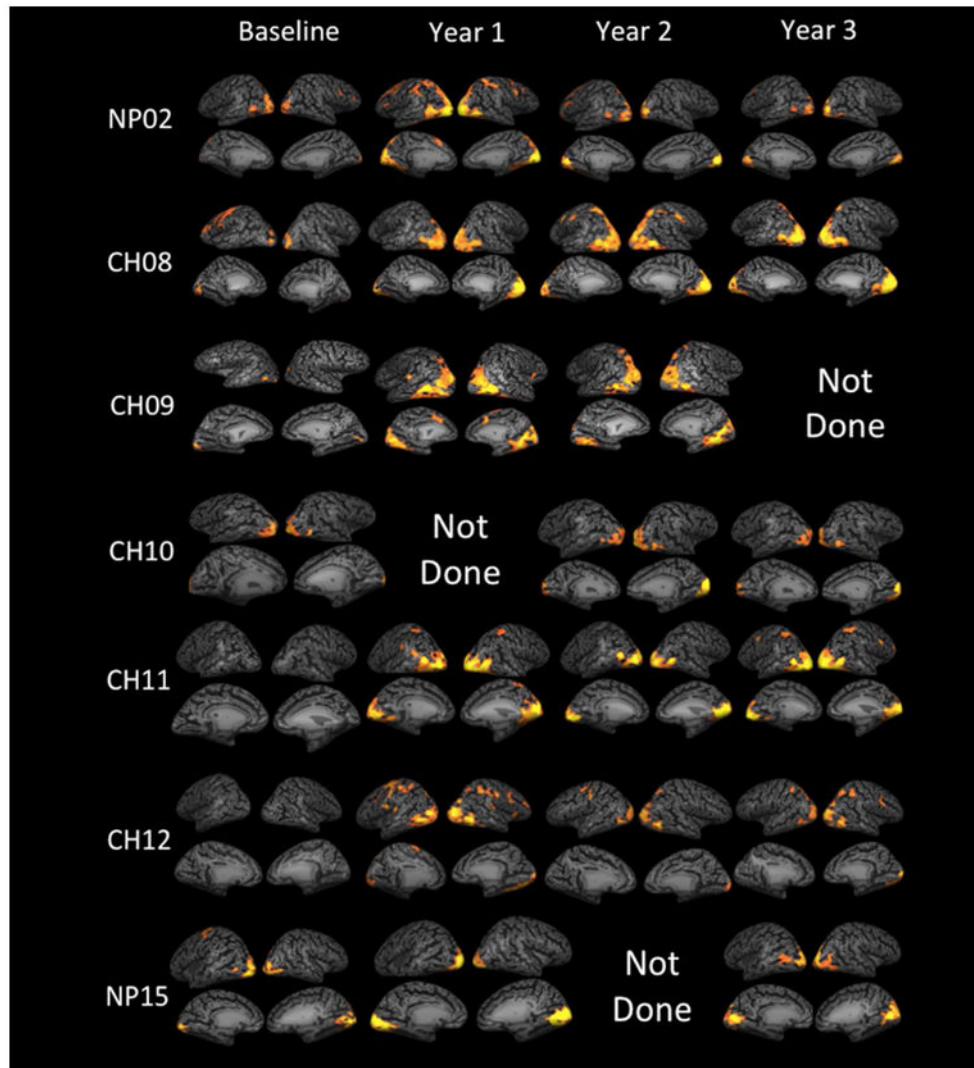 Baseline Year 1 Year 2 Year 3
NP02
CH08
CH09
Not
Done
CH10
Not
Done
CH11
CH12
NP15
Not
Done